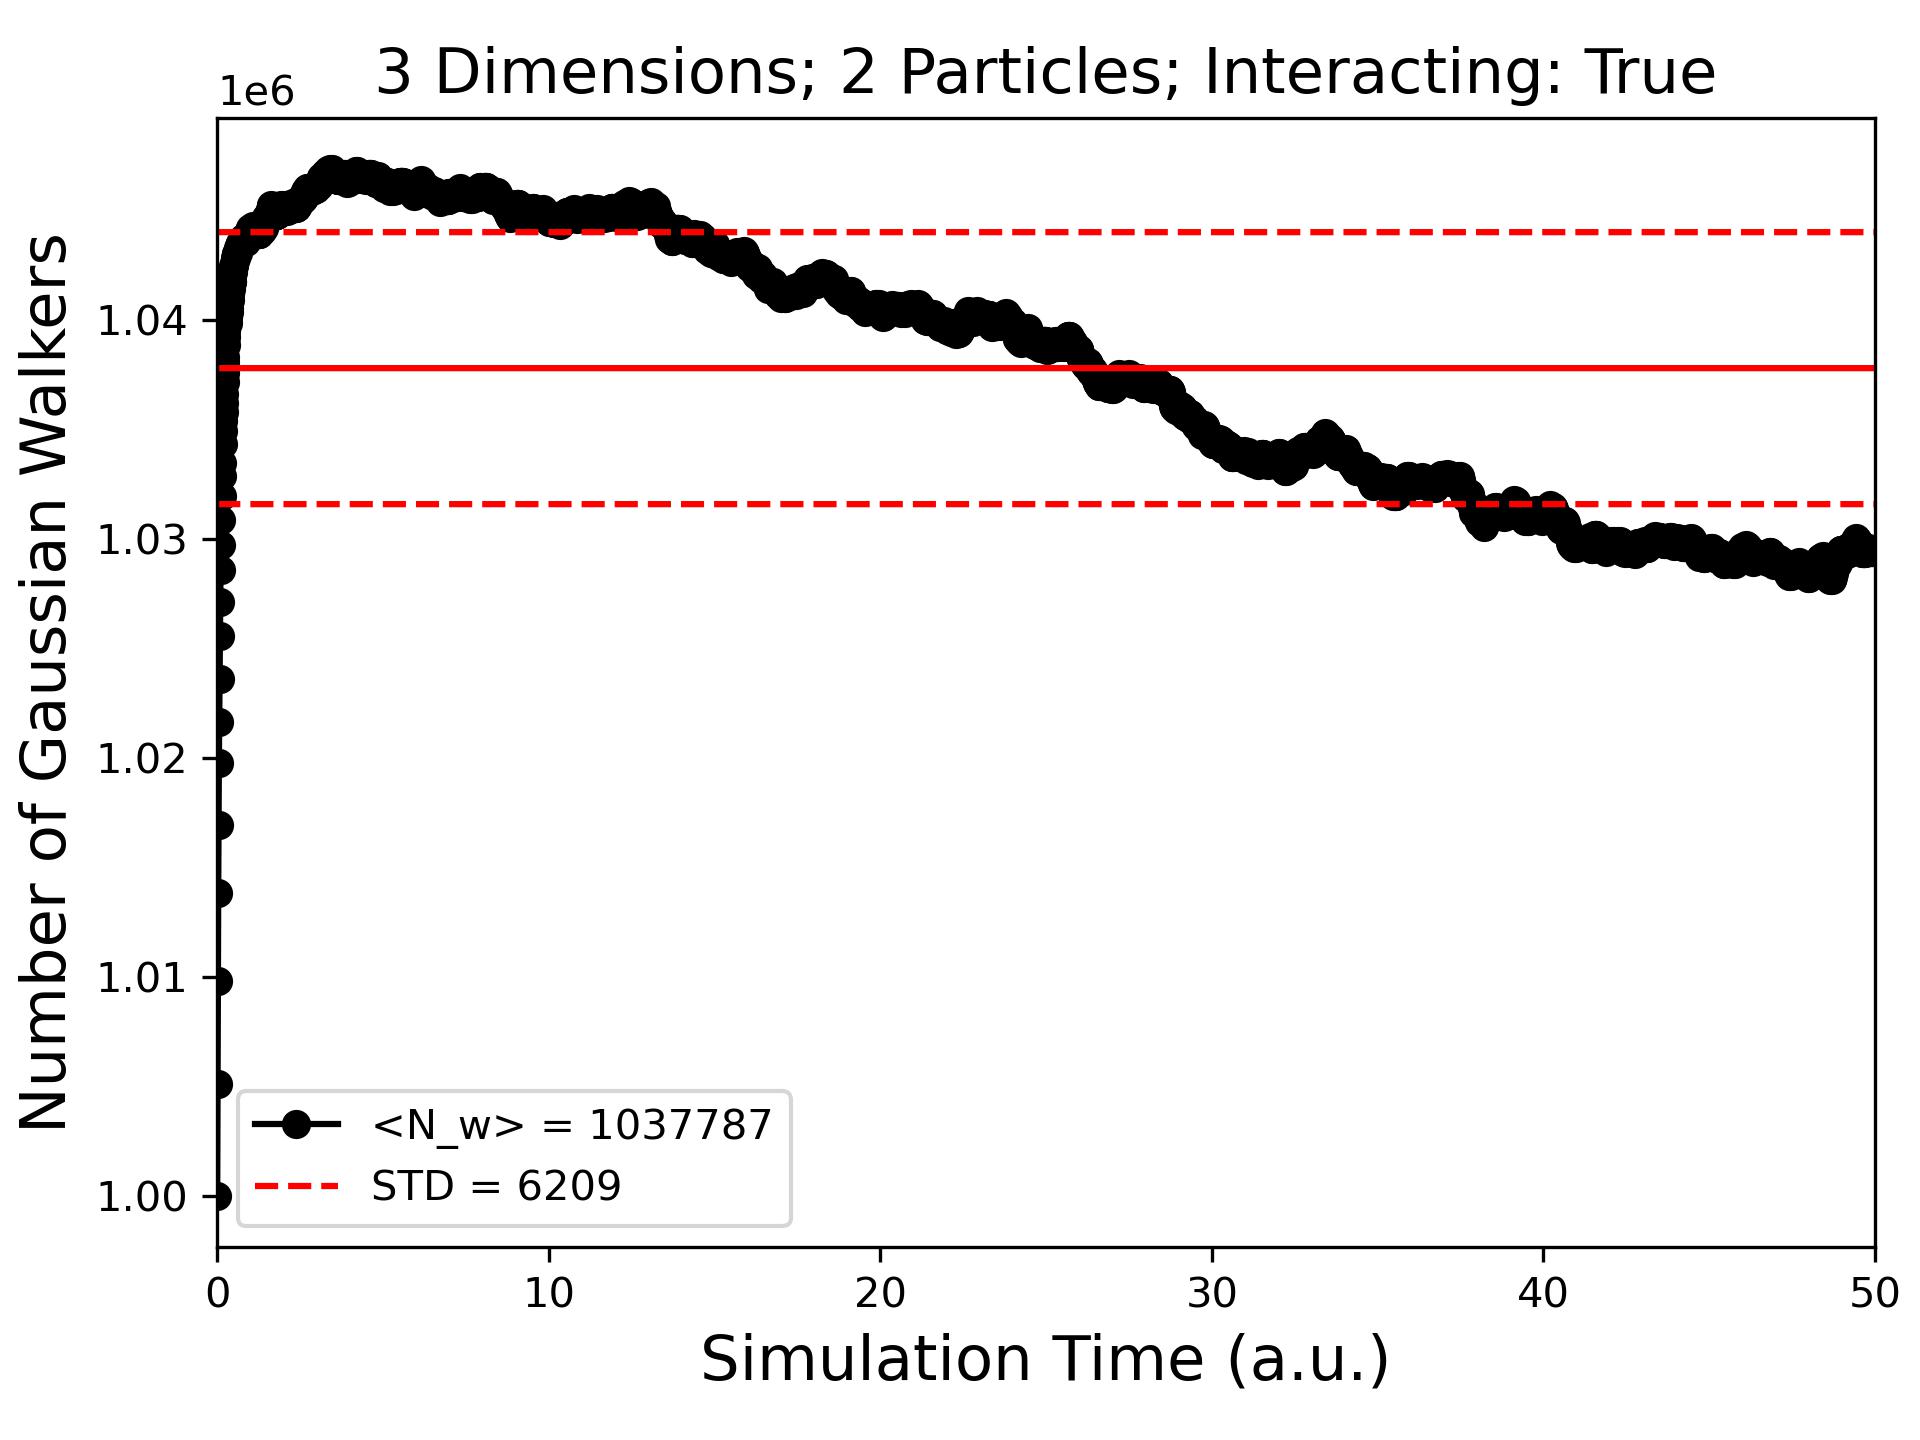 3 Dimensions; 2 Particles; Interacting: True
1e6
Number of Gaussian Walkers
1.04
1.03
1.02
1.01
1.00
<N_w> = 1037787
STD = 6209
0 10 20 30 40 50
Simulation Time (a.u.)